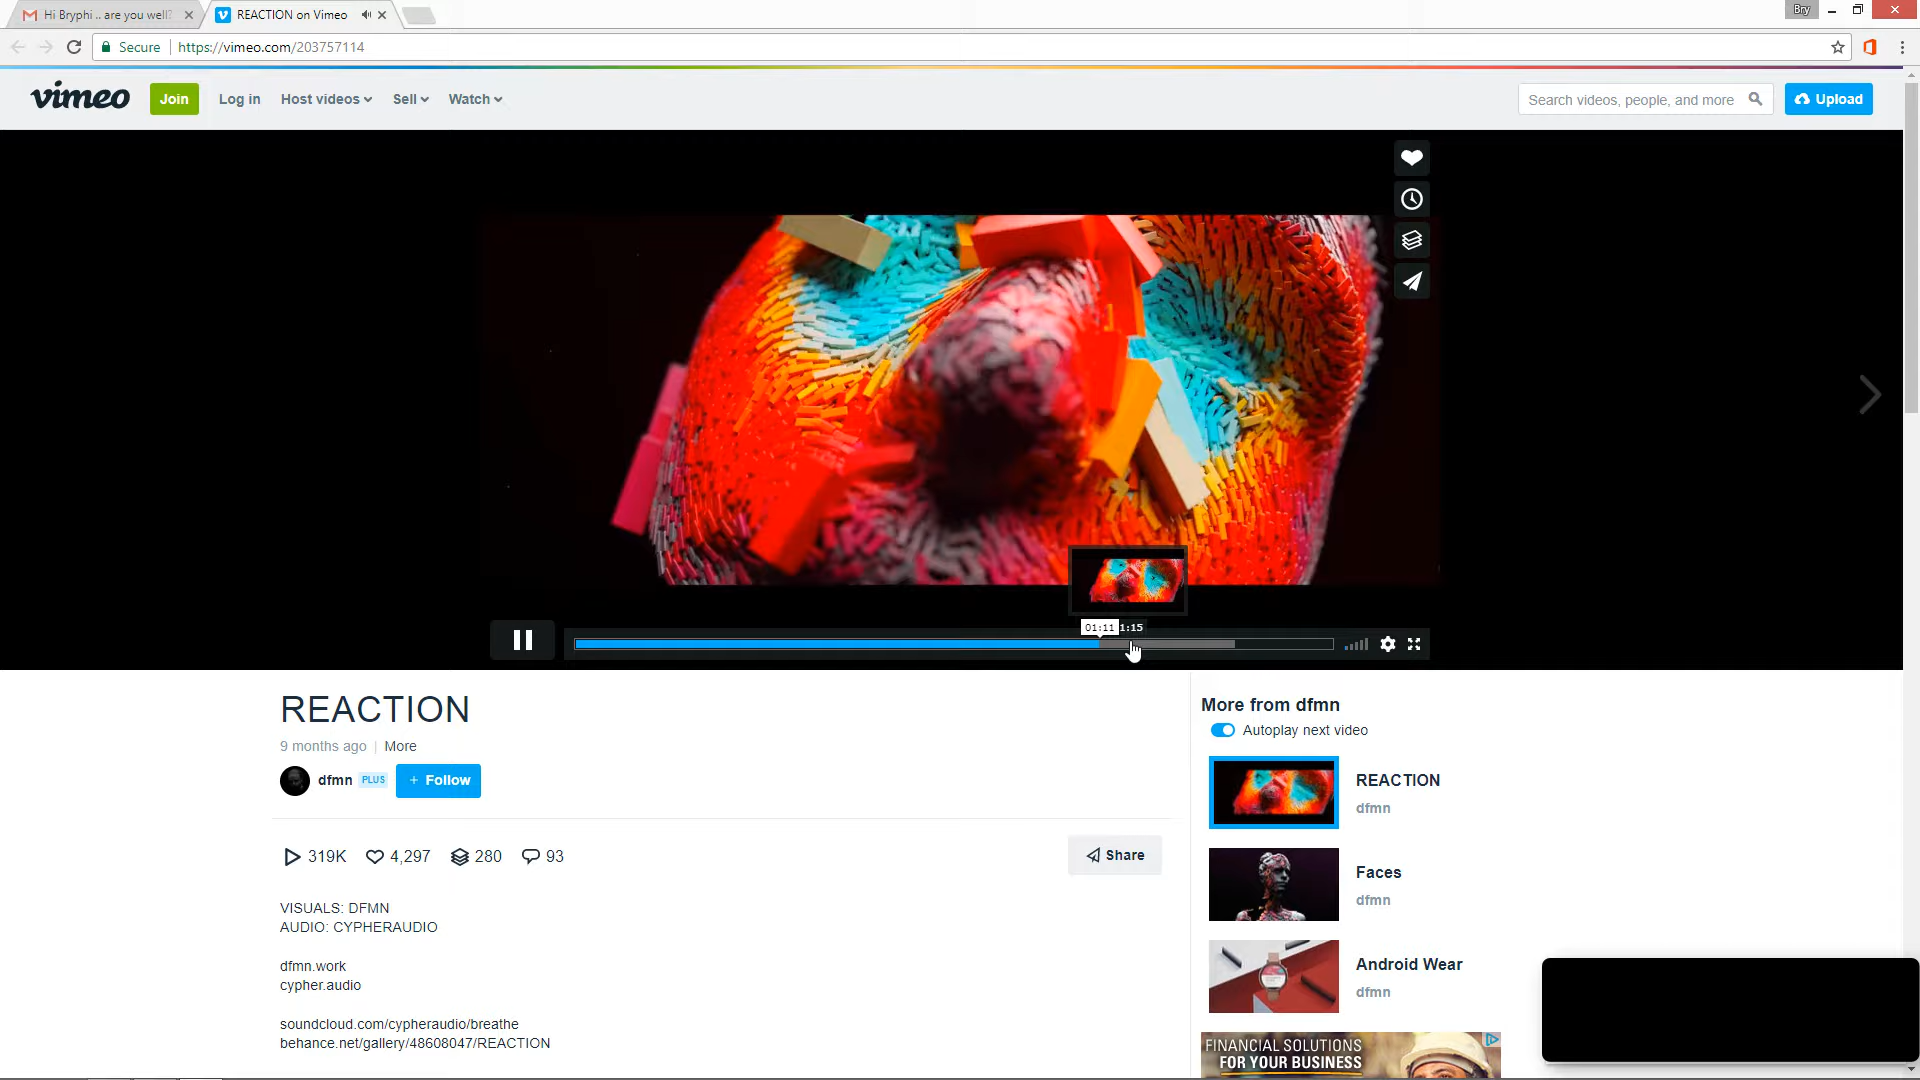 Hi Bryphi .. are you well?
REACTION on Vimeo
Bry
Secure
https://vimeo.com/203757114
vimeo
Join
Log in
Host videos
Sell
Watch
Search videos, people, and more
Upload
01:11
1:15
REACTION
9 months ago | More
dfmn
PLUS
+ Follow
319K
4,297
280
93
Share
VISUALS: DFMN
AUDIO: CYPHERAUDIO
dfmn.work
cypher.audio
soundcloud.com/cypheraudio/breathe
behance.net/gallery/48608047/REACTION
More from dfmn
Autoplay next video
REACTION
dfmn
Faces
dfmn
Android Wear
dfmn
FINANCIAL SOLUTIONS
FOR YOUR BUSINESS